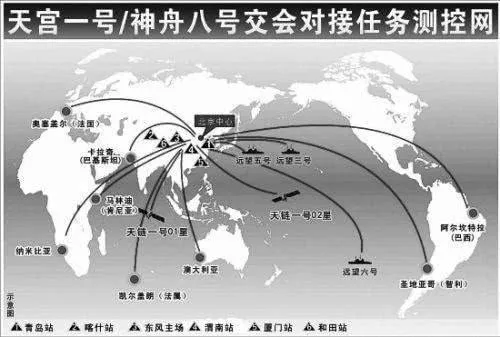 天宫一号/神舟八号交会对接任务测控网
奥塞盖尔（法国）
北京中心
卡拉奇
（巴基斯坦）
远望五号
远望三号
马林迪
（肯尼亚）
天链一号01星
天链一号02星
阿尔坎特拉
（巴西）
纳米比亚
澳大利亚
远望六号
凯尔盖朗（法属）
圣地亚哥（智利）
示意图
1 青岛站 2 喀什站 3 东风主场 4 渭南站 5 厦门站 6 和田站